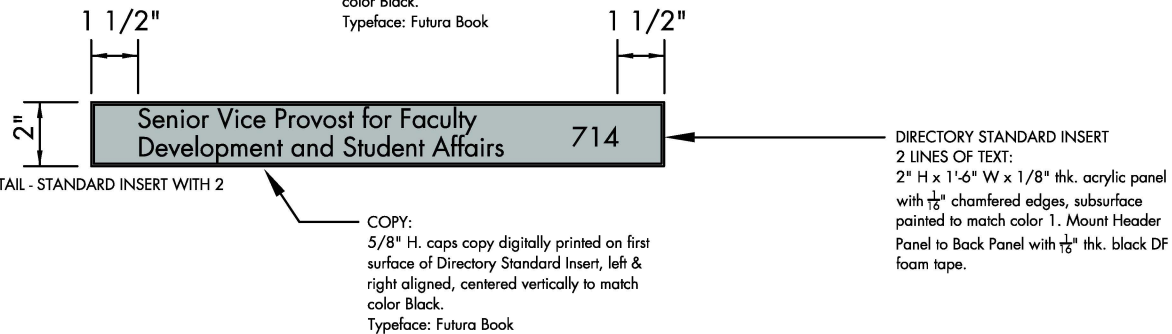 color Black.
Typeface: Futura Book
1 1/2"
1 1/2"
2"
Senior Vice Provost for Faculty
Development and Student Affairs
714
TAIL - STANDARD INSERT WITH 2
DIRECTORY STANDARD INSERT
2 LINES OF TEXT:
2" H x 1'-6" W x 1/8" thk. acrylic panel
with 1/16" chamfered edges, subsurface
painted to match color 1. Mount Header
Panel to Back Panel with 1/16" thk. black DF
foam tape.
COPY:
5/8" H. caps copy digitally printed on first
surface of Directory Standard Insert, left &
right aligned, centered vertically to match
color Black.
Typeface: Futura Book